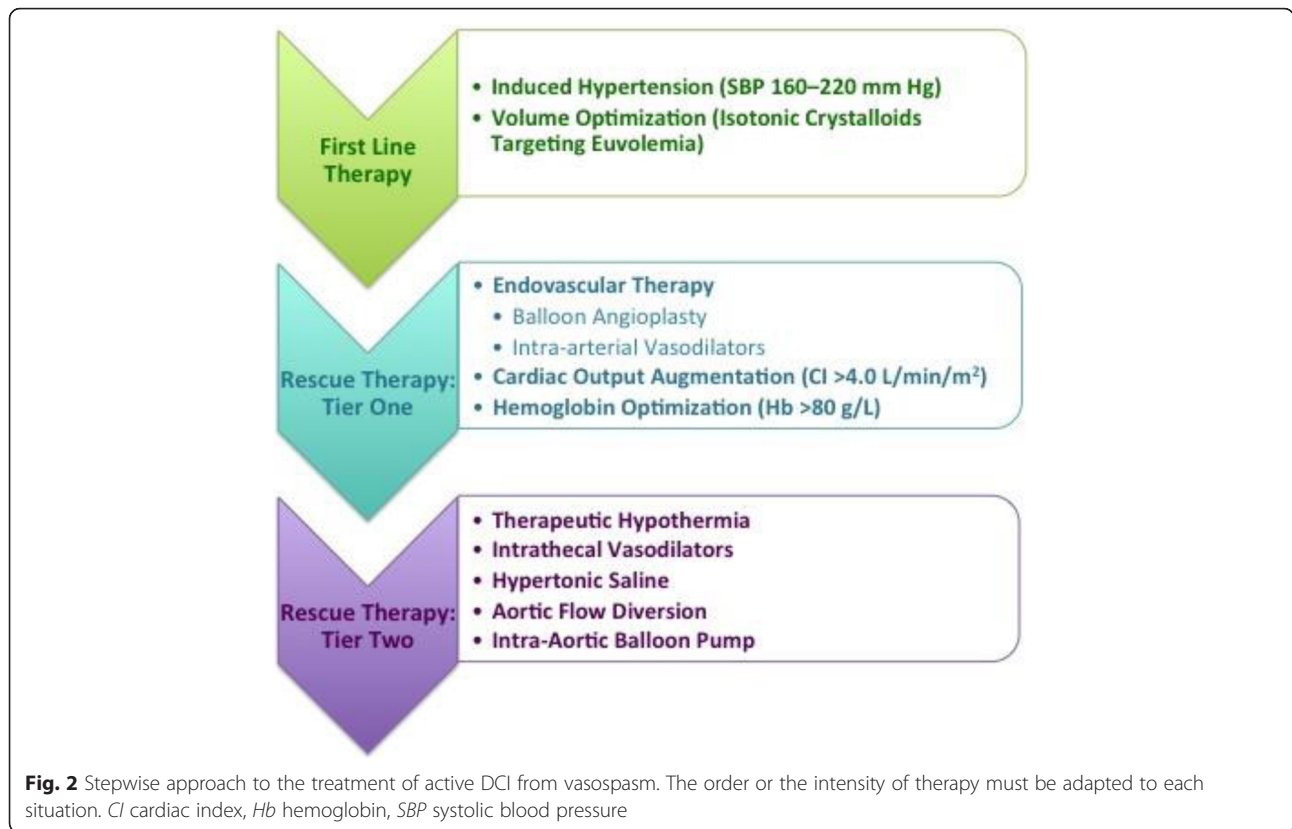 First Line
Therapy
• Induced Hypertension (SBP 160–220 mm Hg)
• Volume Optimization (Isotonic Crystalloids
Targeting Euvolemia)
Rescue Therapy:
Tier One
• Endovascular Therapy
• Balloon Angioplasty
• Intra-arterial Vasodilators
• Cardiac Output Augmentation (CI >4.0 L/min/m²)
• Hemoglobin Optimization (Hb >80 g/L)
Rescue Therapy:
Tier Two
• Therapeutic Hypothermia
• Intrathecal Vasodilators
• Hypertonic Saline
• Aortic Flow Diversion
• Intra-Aortic Balloon Pump
Fig. 2 Stepwise approach to the treatment of active DCI from vasospasm. The order or the intensity of therapy must be adapted to each
situation. CI cardiac index, Hb hemoglobin, SBP systolic blood pressure